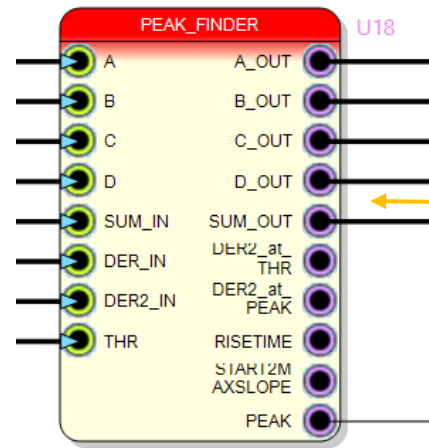 PEAK_FINDER
U18
A A_OUT
B B_OUT
C C_OUT
D D_OUT
SUM_IN SUM_OUT
DER_IN DER2_at_
THR
DER2_IN DER2_at_
PEAK
THR RISETIME
START2M
AXSLOPE
PEAK